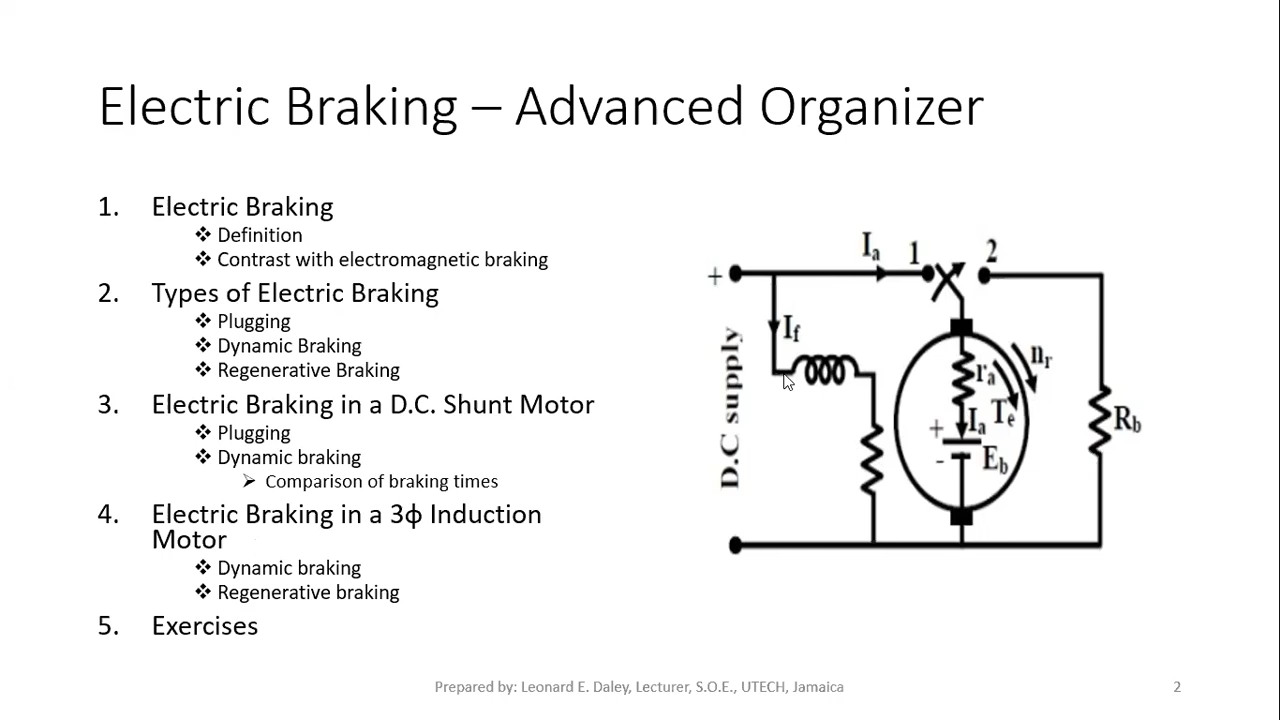 Electric Braking – Advanced Organizer
1. Electric Braking
❖ Definition
❖ Contrast with electromagnetic braking
2. Types of Electric Braking
❖ Plugging
❖ Dynamic Braking
❖ Regenerative Braking
3. Electric Braking in a D.C. Shunt Motor
❖ Plugging
❖ Dynamic braking
➢ Comparison of braking times
4. Electric Braking in a 3ϕ Induction
Motor
❖ Dynamic braking
❖ Regenerative braking
5. Exercises
Ia 1 2
+
If
D.C supply
nr
ra
Te
+ Ia
- Eb
Rb
Prepared by: Leonard E. Daley, Lecturer, S.O.E., UTECH, Jamaica
2